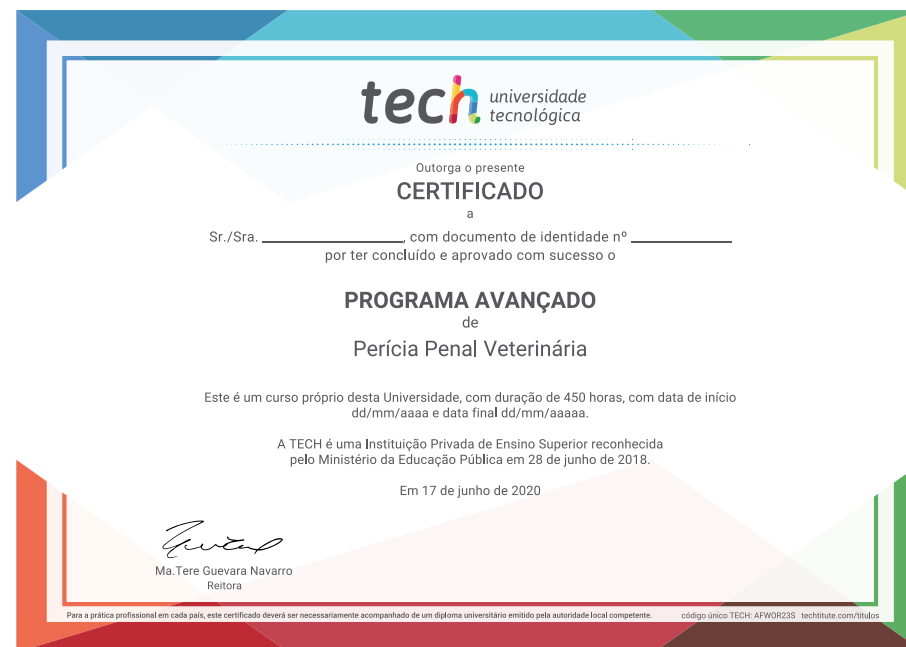 tech universidade
tecnológica
Outorga o presente
CERTIFICADO
a
Sr./Sra. ______________, com documento de identidade nº ____________
por ter concluído e aprovado com sucesso o
PROGRAMA AVANÇADO
de
Perícia Penal Veterinária
Este é um curso próprio desta Universidade, com duração de 450 horas, com data de início
dd/mm/aaaa e data final dd/mm/aaaaa.
A TECH é uma Instituição Privada de Ensino Superior reconhecida
pelo Ministério da Educação Pública em 28 de junho de 2018.
Em 17 de junho de 2020
Ma.Tere Guevara Navarro
Reitora
Para a prática profissional em cada país, este certificado deverá ser necessariamente acompanhado de um diploma universitário emitido pela autoridade local competente. código único TECH: AFWOR23S techtitute.com/titulos